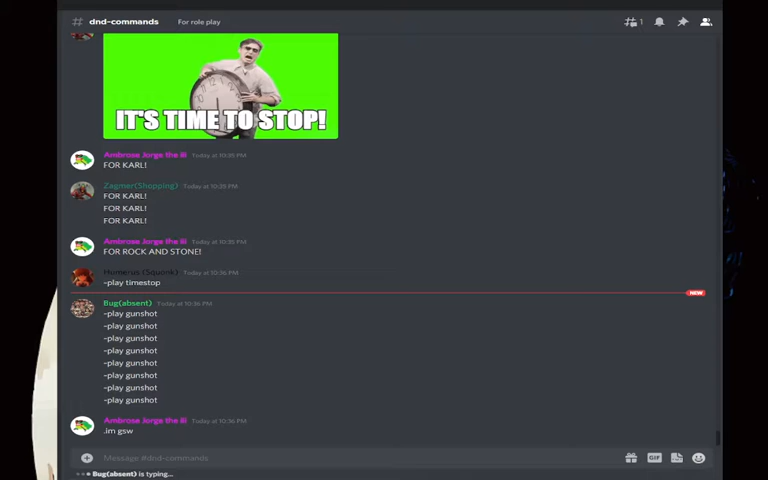 dnd-commands For role play 1
IT'S TIME TO STOP!
Ambrose Jorge the iii Today at 10:35 PM
FOR KARL!
Zagmer(Shopping) Today at 10:35 PM
FOR KARL!
FOR KARL!
FOR KARL!
Ambrose Jorge the iii Today at 10:35 PM
FOR ROCK AND STONE!
Humerus (Squonk) Today at 10:36 PM
-play timestop
NEW
Bug(absent) Today at 10:36 PM
-play gunshot
-play gunshot
-play gunshot
-play gunshot
-play gunshot
-play gunshot
-play gunshot
-play gunshot
Ambrose Jorge the iii Today at 10:36 PM
.im gsw
Message #dnd-commands GIF
Bug(absent) is typing...